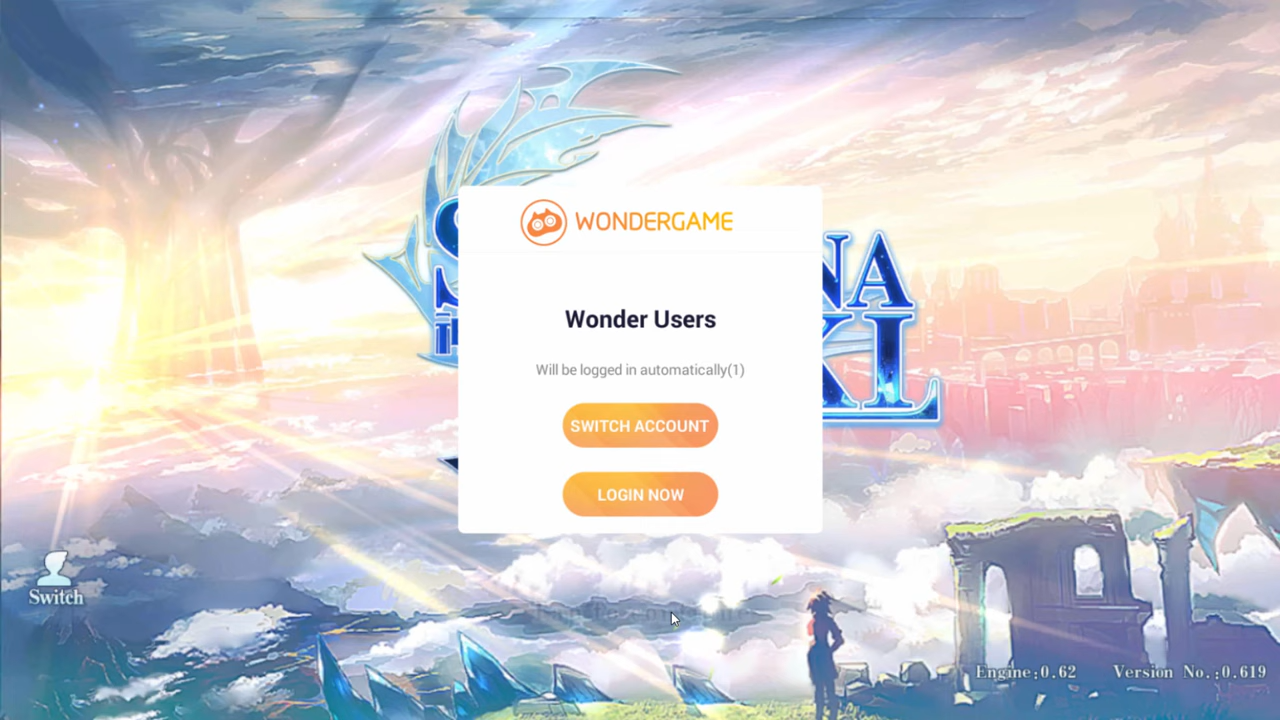 WONDERGAME
Wonder Users
Will be logged in automatically(1)
SWITCH ACCOUNT
LOGIN NOW
NA
Switch
Engine:0.62
Version No.:0.619